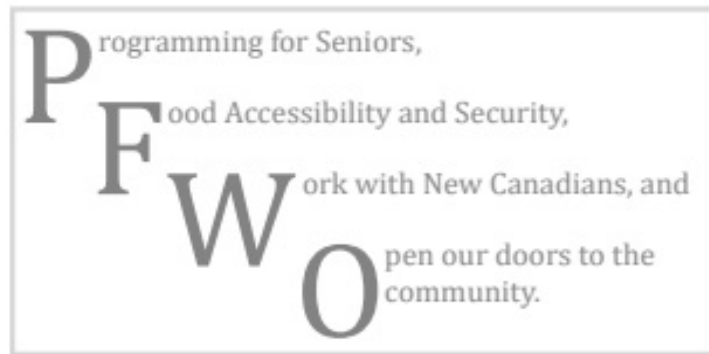 Programming for Seniors,
Food Accessibility and Security,
Work with New Canadians, and
Open our doors to the
community.